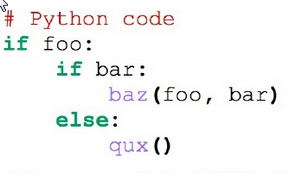 # Python code
if foo:
    if bar:
        baz(foo, bar)
    else:
        qux()